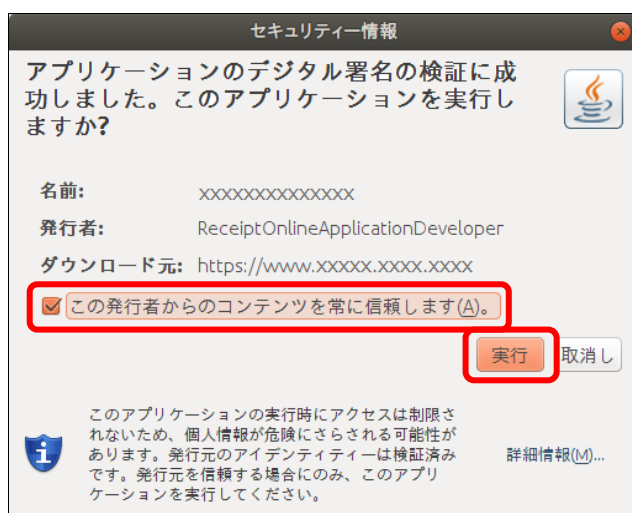 セキュリティー情報
アプリケーションのデジタル署名の検証に成
功しました。このアプリケーションを実行し
ますか?
名前: xxxxxxxxxxxxxx
発行者: ReceiptOnlineApplicationDeveloper
ダウンロード元: https://www.xxxxx.xxxx.xxxx
この発行者からのコンテンツを常に信頼します(A)。
実行 取消し
このアプリケーションの実行時にアクセスは制限さ
れないため、個人情報が危険にさらされる可能性が
あります。発行元のアイデンティティーは検証済み
です。発行元を信頼する場合にのみ、このアプリ
ケーションを実行してください。
詳細情報(M)...